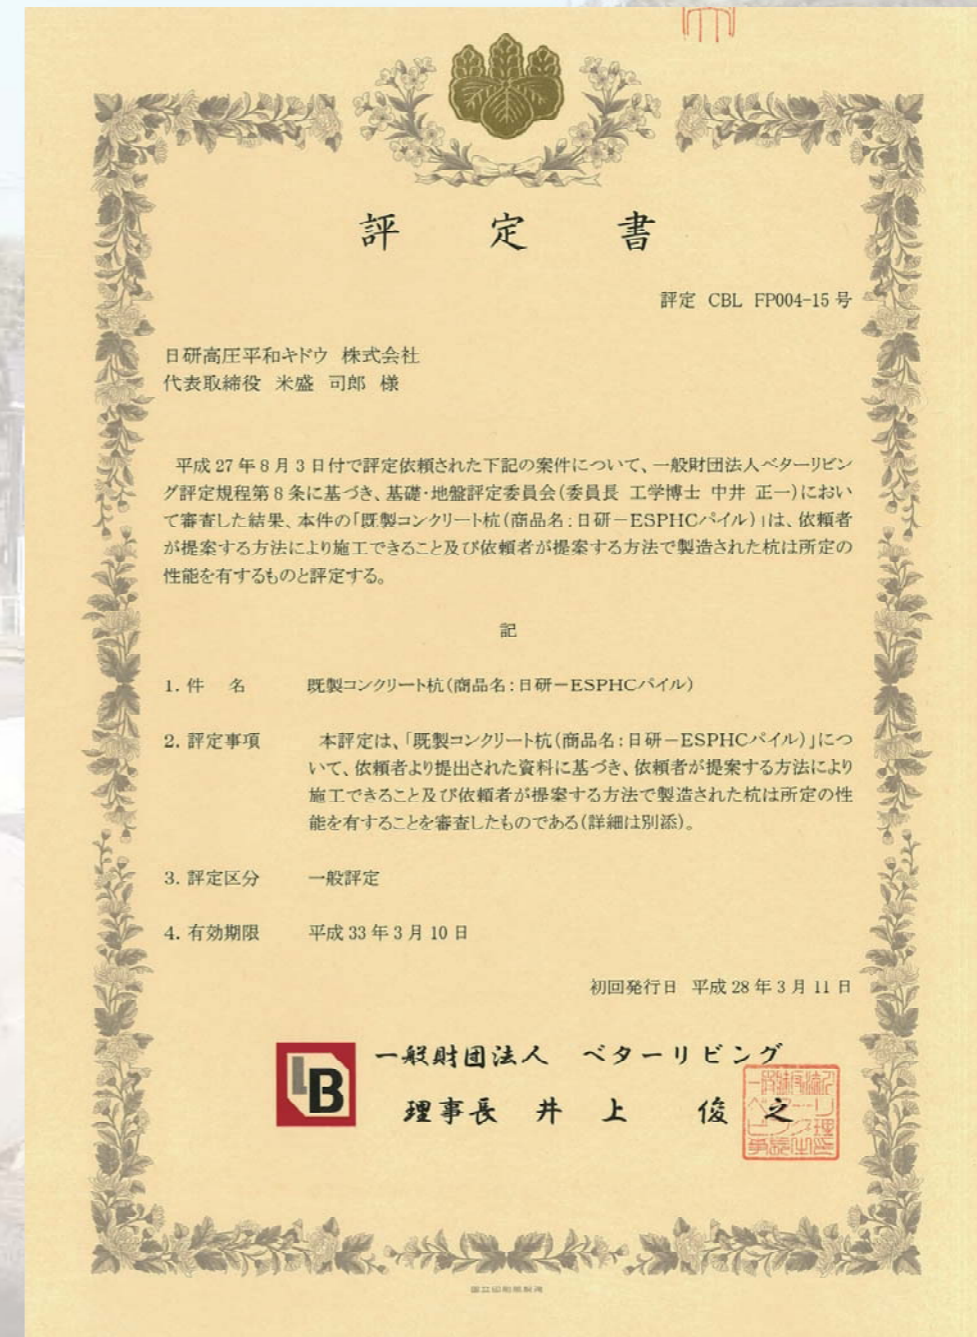 評定書
評定 CBL FP004-15 号
日研高圧平和キドウ 株式会社
代表取締役 米盛 司郎 様
平成 27 年 8 月 3 日付で評定依頼された下記の案件について、一般財団法人ベターリビン
グ評定規程第 8 条に基づき、基礎・地盤評定委員会(委員長 工学博士 中井 正一)におい
て審査した結果、本件の「既製コンクリート杭(商品名:日研－ESPHCパイル)」は、依頼者
が提案する方法により施工できること及び依頼者が提案する方法で製造された杭は所定の
性能を有するものと評定する。
記
1. 件 名 既製コンクリート杭(商品名:日研－ESPHCパイル)
2. 評定事項 本評定は、「既製コンクリート杭(商品名:日研－ESPHCパイル)」につ
いて、依頼者より提出された資料に基づき、依頼者が提案する方法により
施工できること及び依頼者が提案する方法で製造された杭は所定の性
能を有することを審査したものである(詳細は別添)。
3. 評定区分 一般評定
4. 有効期限 平成 33 年 3 月 10 日
初回発行日 平成 28 年 3 月 11 日
一般財団法人 ベターリビング
LB
理事長 井上 俊之